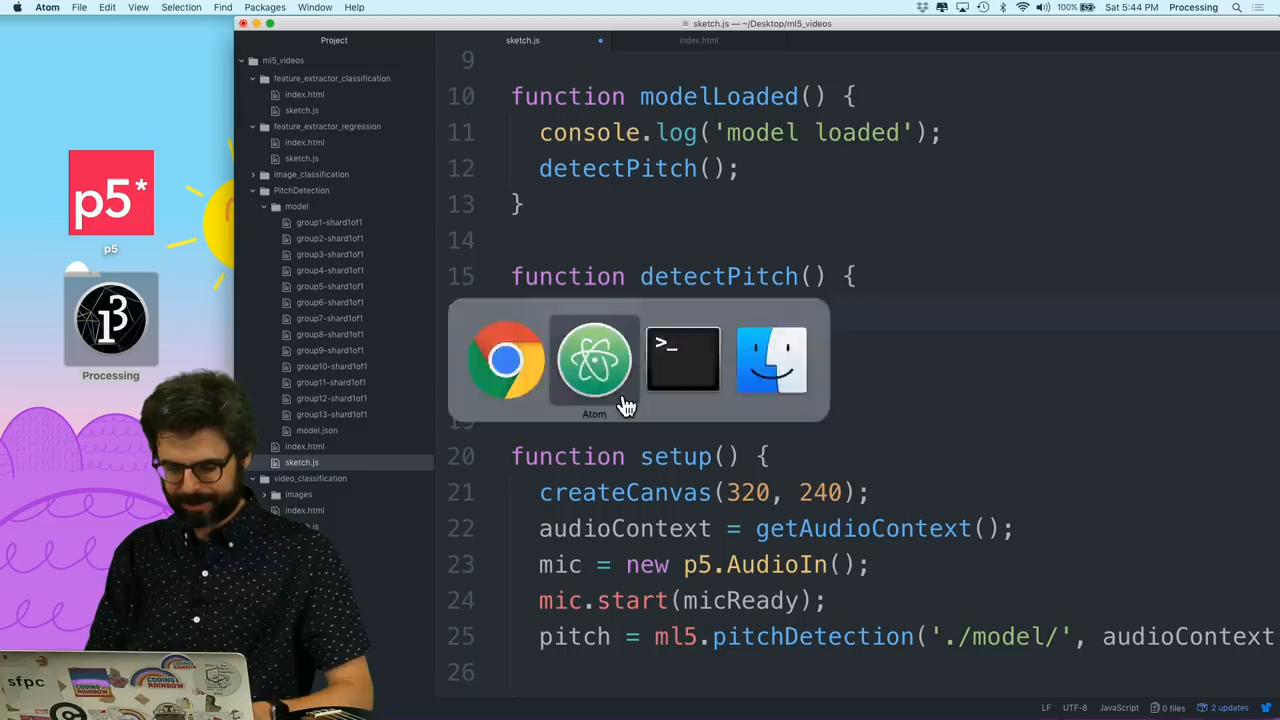 Atom File Edit View Selection Find Packages Window Help
100% Sat 5:44 PM Processing
sketch.js — ~/Desktop/ml5_videos
Project
sketch.js index.html
ml5_videos
feature_extractor_classification
index.html
sketch.js
feature_extractor_regression
index.html
sketch.js
image_classification
PitchDetection
model
group1-shard1of1
group2-shard1of1
group3-shard1of1
group4-shard1of1
group5-shard1of1
group6-shard1of1
group7-shard1of1
group8-shard1of1
group9-shard1of1
group10-shard1of1
group11-shard1of1
group12-shard1of1
group13-shard1of1
model.json
index.html
sketch.js
video_classification
images
index.html
p5*
p5
Processing
9
10 function modelLoaded() {
11 console.log('model loaded');
12 detectPitch();
13 }
14
15 function detectPitch() {
>_
Atom
20 function setup() {
21 createCanvas(320, 240);
22 audioContext = getAudioContext();
23 mic = new p5.AudioIn();
24 mic.start(micReady);
25 pitch = ml5.pitchDetection('./model/', audioContext
26
sfpc
CODING RAINBOW
LF UTF-8 JavaScript 0 files 2 updates